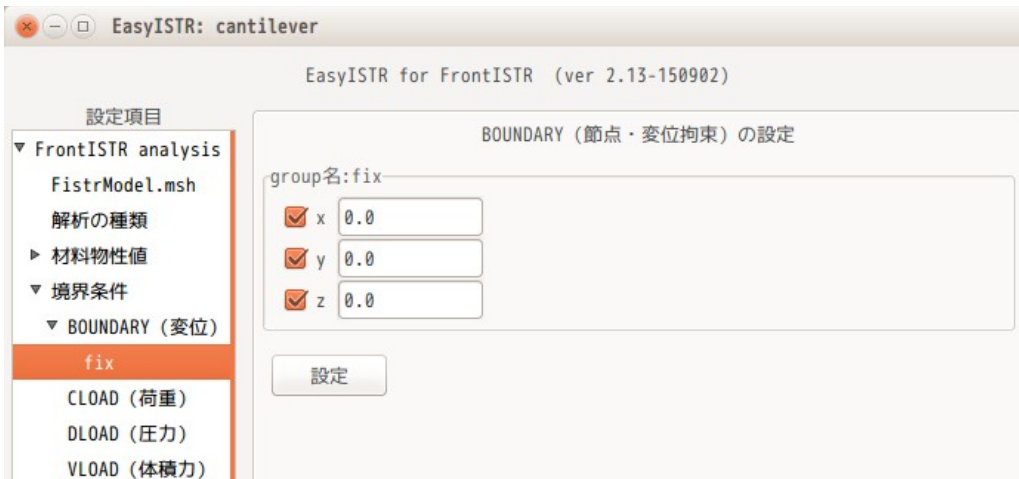 EasyISTR: cantilever
EasyISTR for FrontISTR (ver 2.13-150902)
設定項目
FrontISTR analysis
FistrModel.msh
解析の種類
材料物性値
境界条件
BOUNDARY (変位)
fix
CLOAD (荷重)
DLOAD (圧力)
VLOAD (体積力)
BOUNDARY (節点・変位拘束) の設定
group名:fix
x 0.0
y 0.0
z 0.0
設定